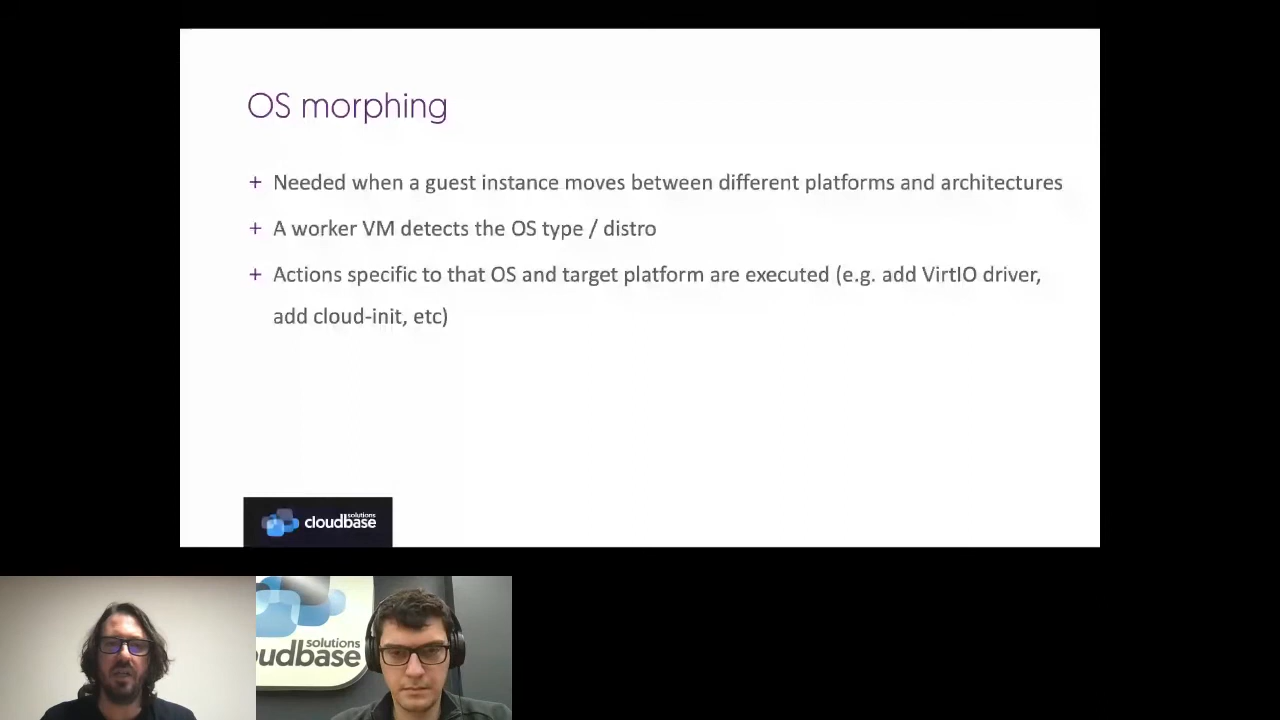 OS morphing
+ Needed when a guest instance moves between different platforms and architectures
+ A worker VM detects the OS type / distro
+ Actions specific to that OS and target platform are executed (e.g. add VirtIO driver,
add cloud-init, etc)
solutions
cloudbase
solutions
oudbase